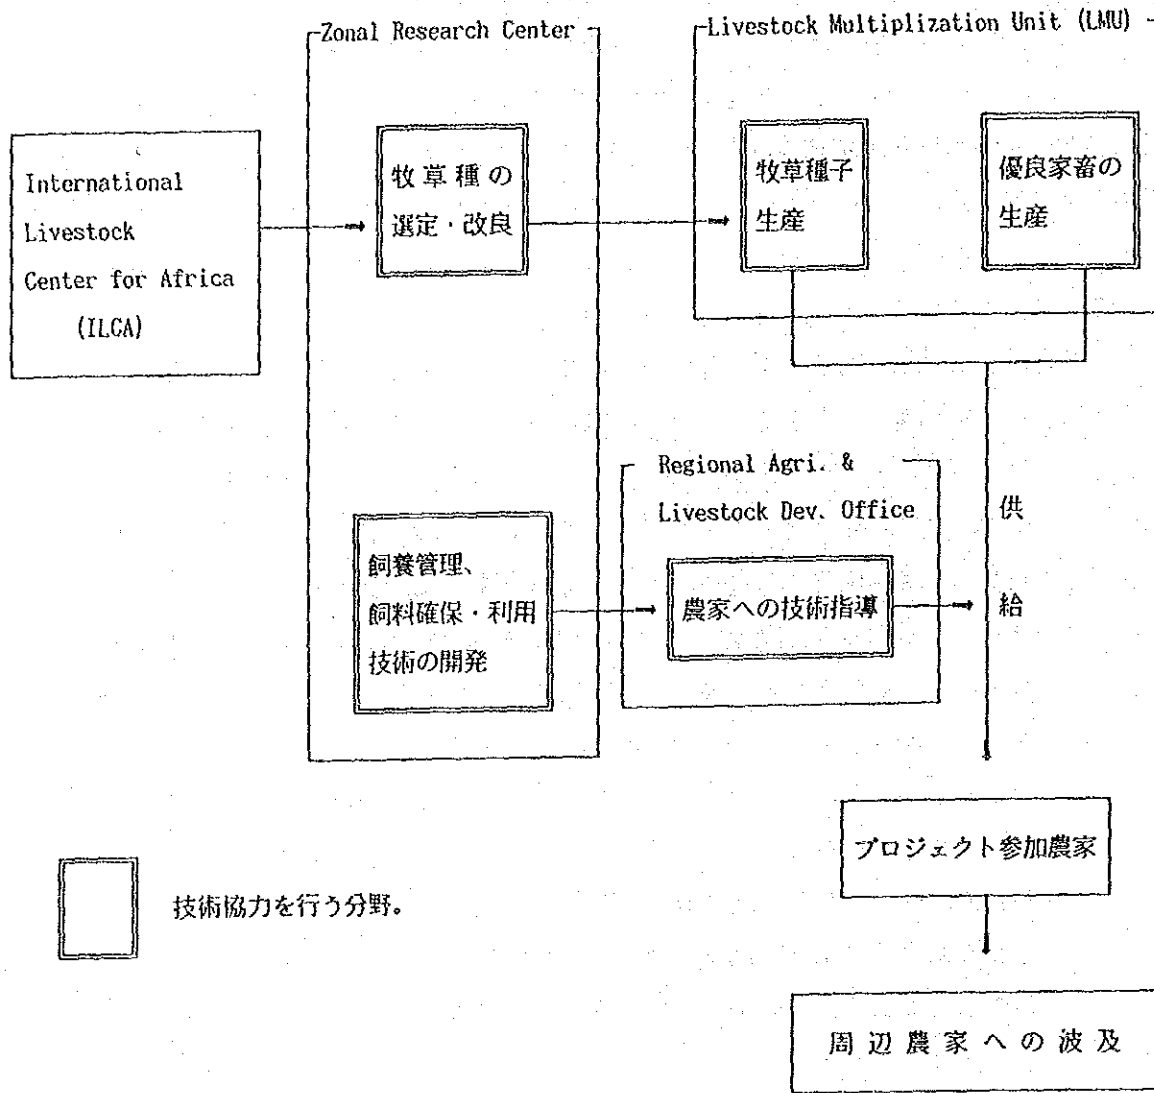 Zonal Research Center
Livestock Multiplization Unit (LMU)
International
Livestock
Center for Africa
(ILCA)
牧草種の
選定・改良
牧草種子
生産
優良家畜の
生産
Regional Agri. &
Livestock Dev. Office
飼養管理、
飼料確保・利用
技術の開発
農家への技術指導
供
給
プロジェクト参加農家
技術協力を行う分野。
周辺農家への波及